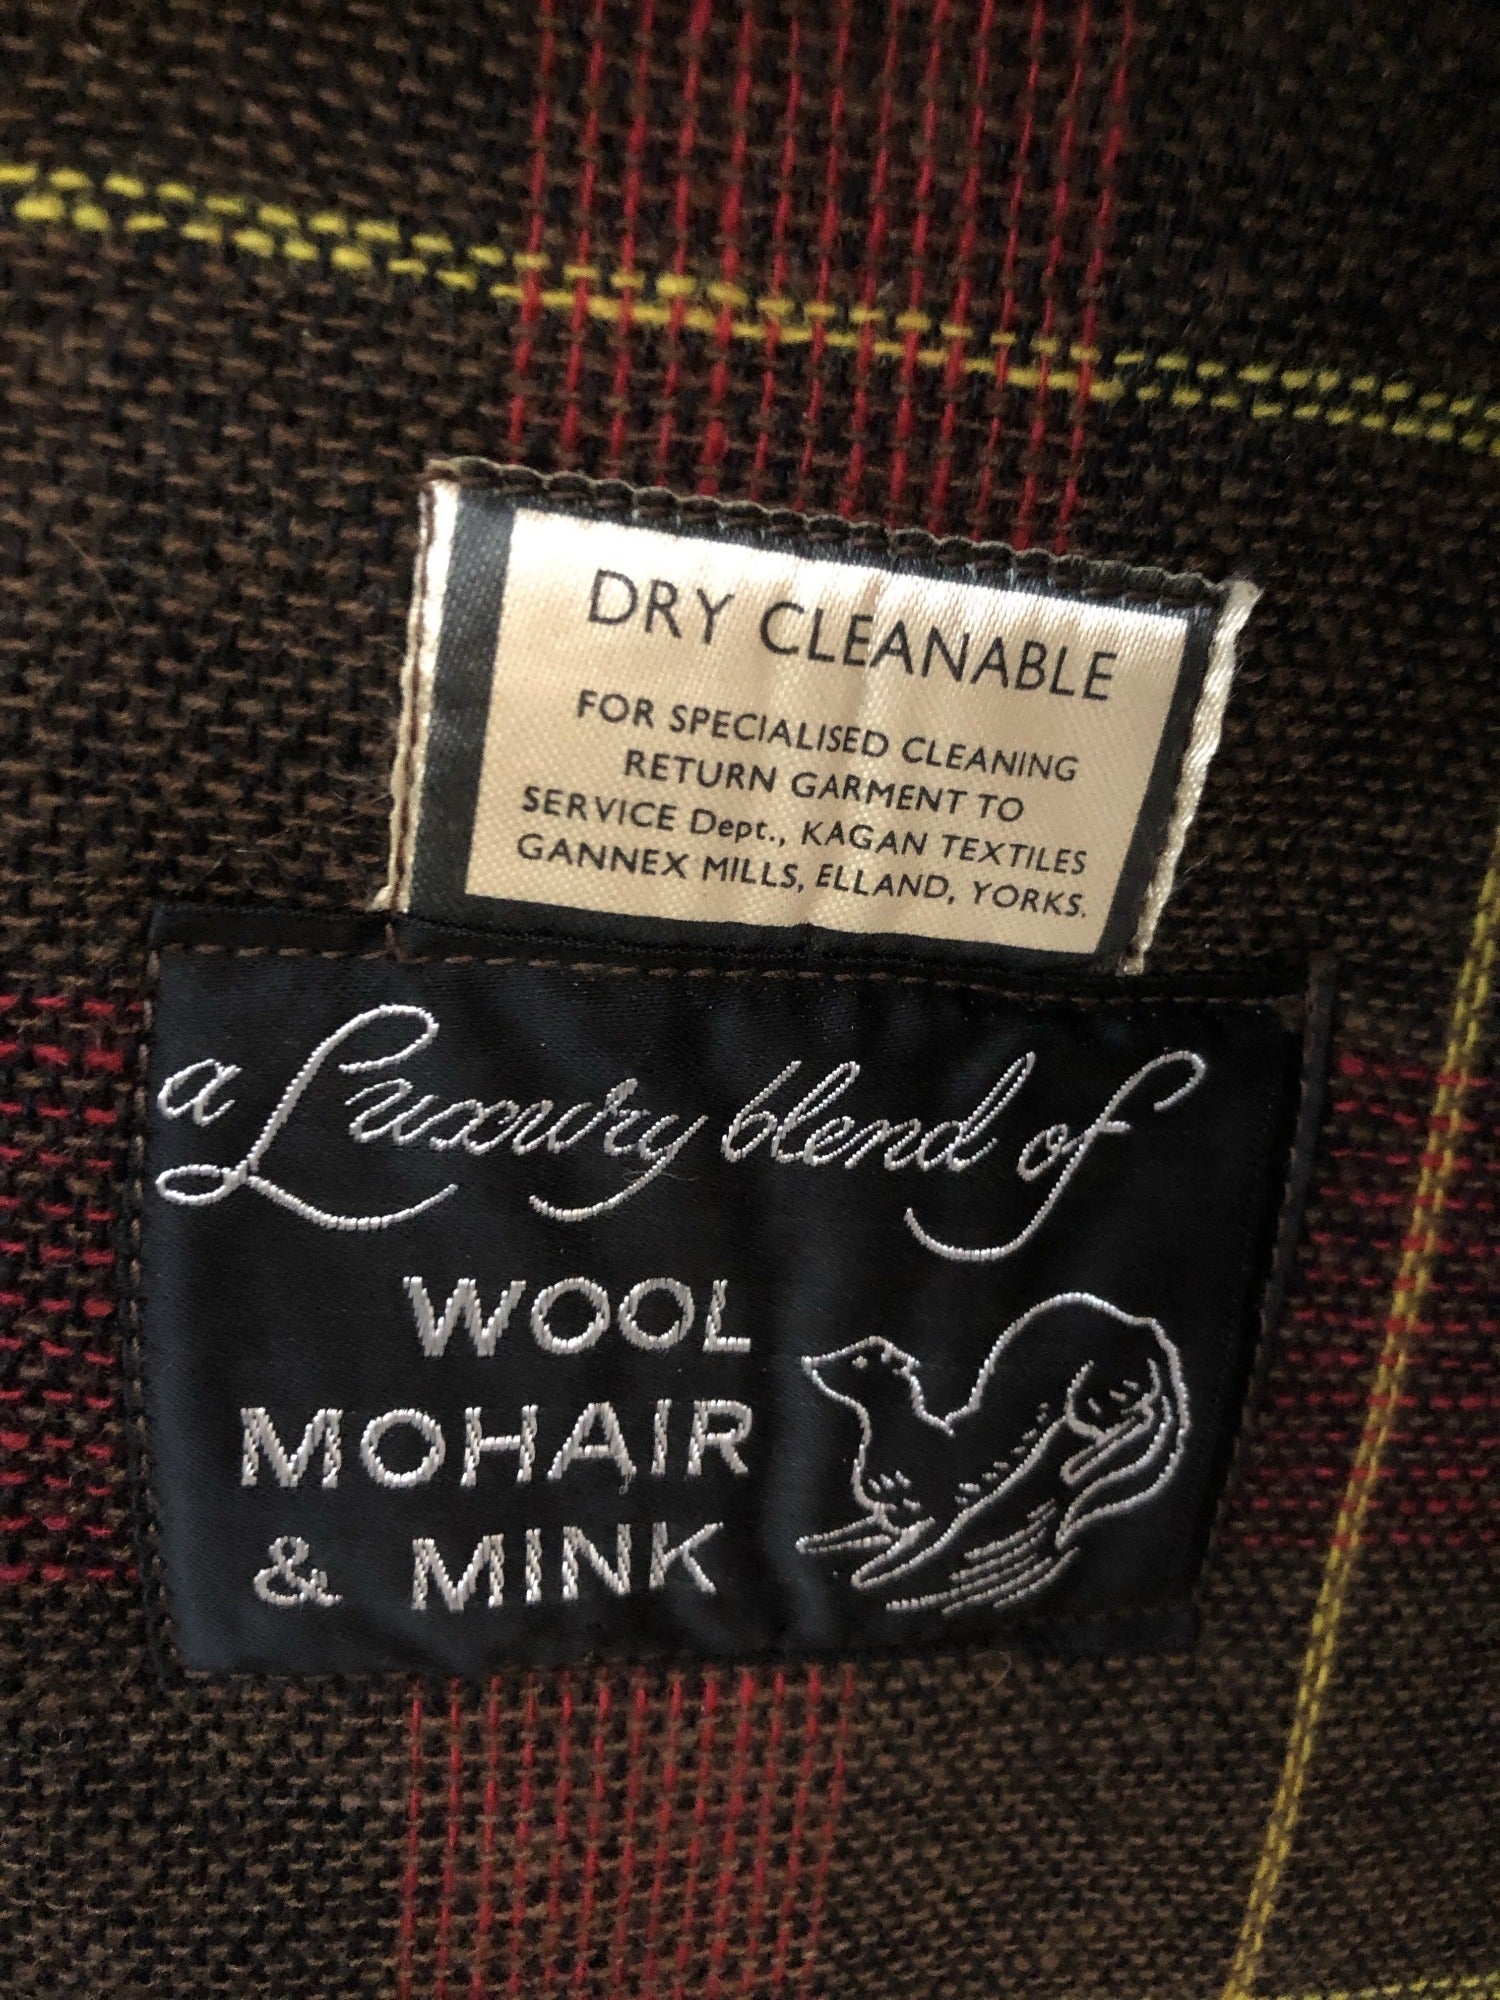 DRY CLEANABLE
FOR SPECIALISED CLEANING
RETURN GARMENT TO
SERVICE Dept., KAGAN TEXTILES
GANNEX MILLS, ELLAND, YORKS.
a Luxury blend of
WOOL
MOHAIR
& MINK